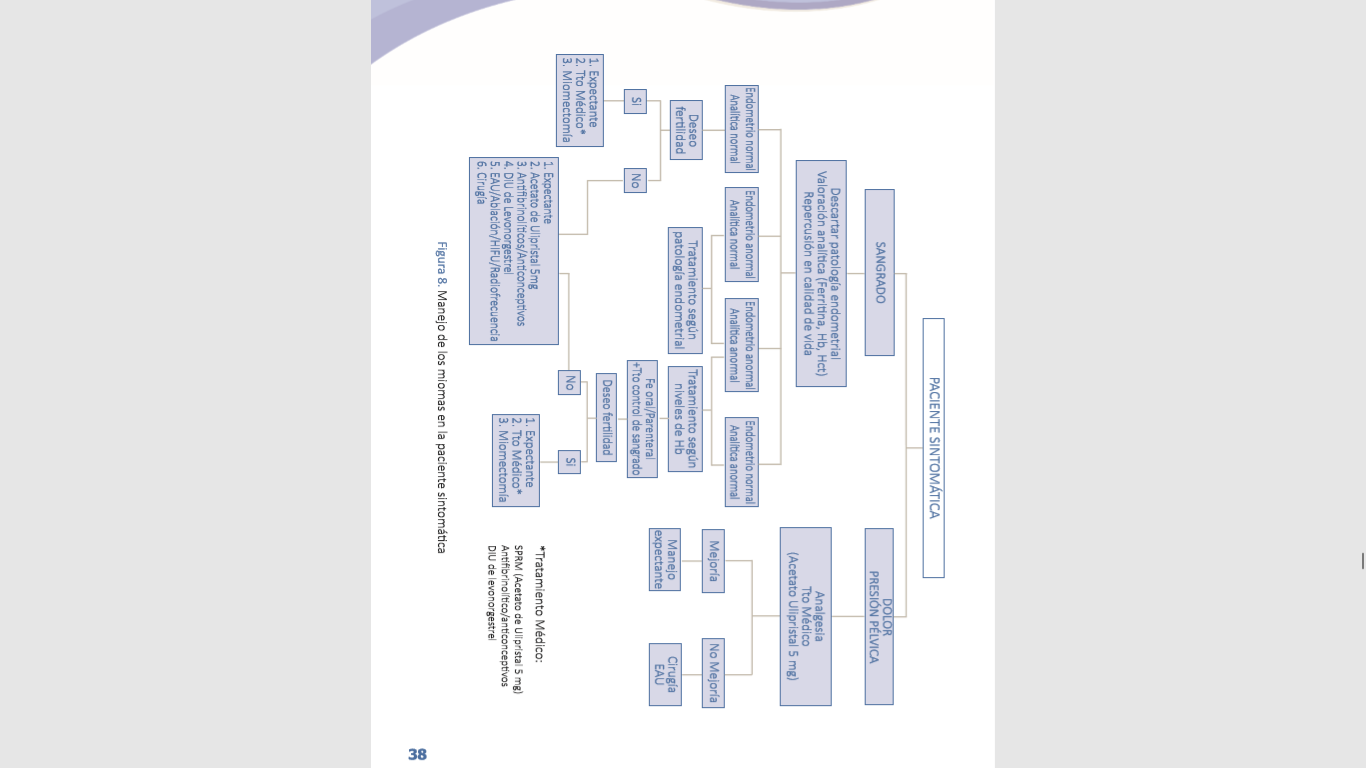 PACIENTE SINTOMÁTICA
SANGRADO
Descartar patología endometrial
Valoración analítica (Ferritina, Hb, Hct)
Repercusión en calidad de vida
Endometrio normal
Analítica normal
Endometrio anormal
Analítica normal
Endometrio anormal
Analítica anormal
Endometrio normal
Analítica anormal
Deseo
fertilidad
Tratamiento según
patología endometrial
Tratamiento según
niveles de Hb
Si
No
Fe oral/Parenteral
+Tto control de sangrado
Deseo fertilidad
1. Expectante
2. Tto Médico*
3. Miomectomía
No
Si
1. Expectante
2. Acetato de Ulipristal 5mg
3. Antifibrinolíticos/Anticonceptivos
4. DIU de Levonorgestrel
5. EAU/Ablación/HIFU/Radiofrecuencia
6. Cirugía
1. Expectante
2. Tto Médico*
3. Miomectomía
DOLOR
PRESIÓN PÉLVICA
Analgesia
Tto Médico
(Acetato Ulipristal 5 mg)
Mejoría
No Mejoría
Manejo
expectante
Cirugía
EAU
*Tratamiento Médico:
SPRM (Acetato de Ulipristal 5 mg)
Antifibrinolítico/anticonceptivos
DIU de levonorgestrel
Figura 8. Manejo de los miomas en la paciente sintomática
38